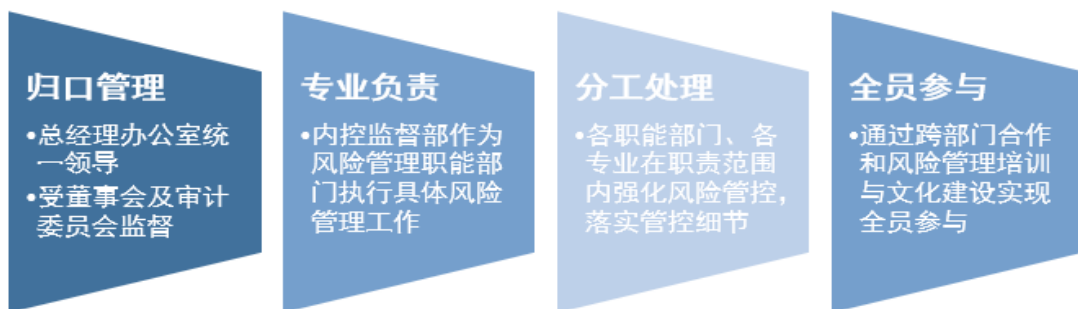 归口管理
•总经理办公室统
一领导
•受董事会及审计
委员会监督
专业负责
•内控监督部作为
风险管理职能部
门执行具体风险
管理工作
分工处理
•各职能部门、各
专业在职责范围
内强化风险管控，
落实管控细节
全员参与
•通过跨部门合作
和风险管理培训
与文化建设实现
全员参与